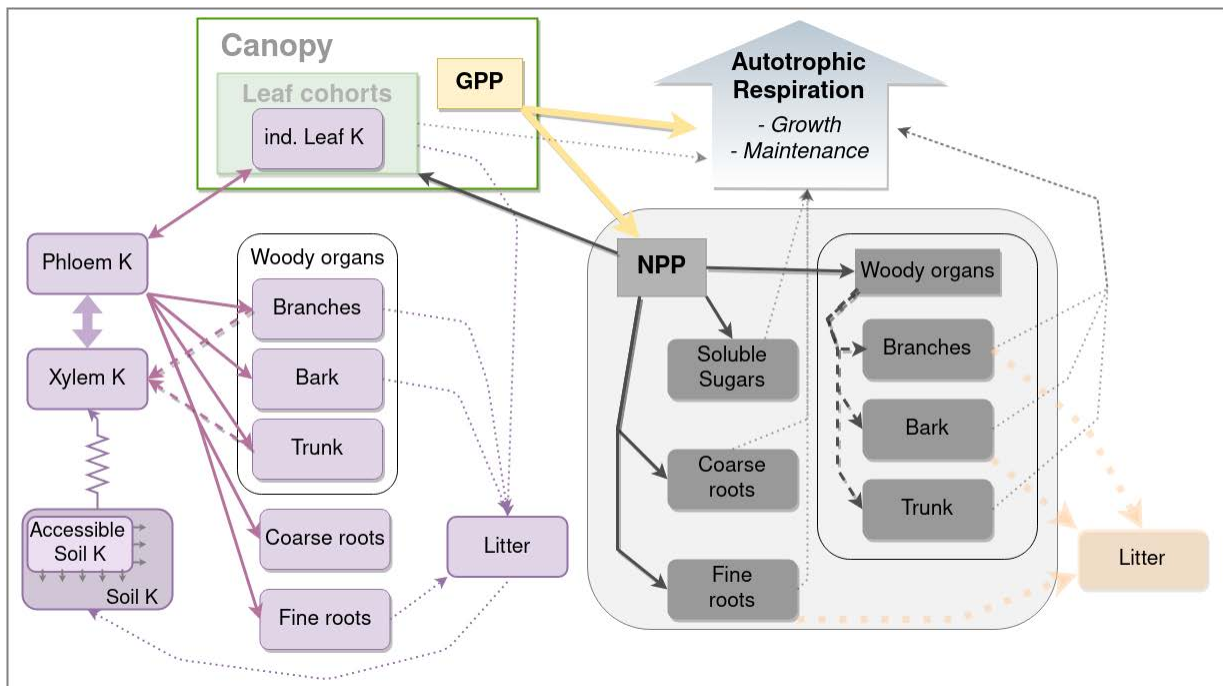 Canopy
Leaf cohorts
ind. Leaf K
GPP
Autotrophic
Respiration
- Growth
- Maintenance
Phloem K
Xylem K
Accessible
Soil K
Soil K
Woody organs
Branches
Bark
Trunk
Coarse roots
Fine roots
Litter
NPP
Soluble
Sugars
Coarse
roots
Fine
roots
Woody organs
Branches
Bark
Trunk
Litter